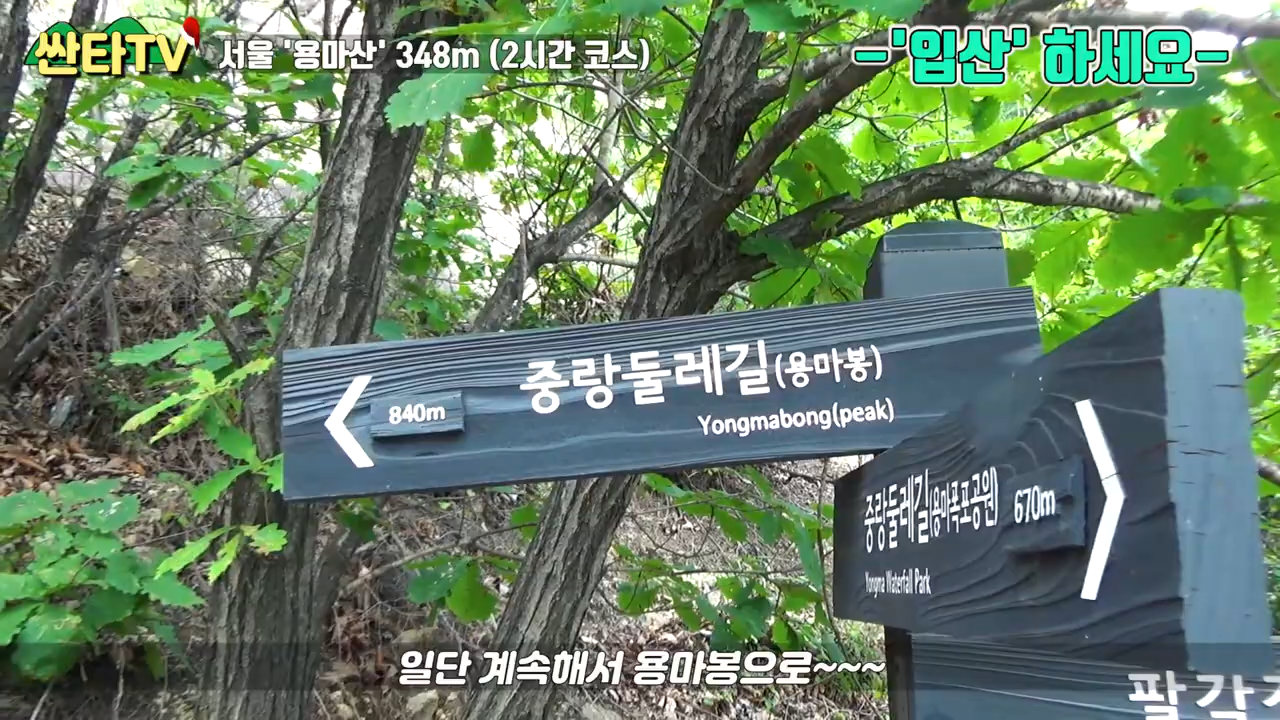 싼타TV
서울 '용마산' 348m (2시간 코스)
-'입산' 하세요-
840m
중랑둘레길(용마봉)
Yongmabong(peak)
중랑둘레길(용마폭포공원)
670m
Yongma Waterfall Park
일단 계속해서 용마봉으로~~~
팔각정